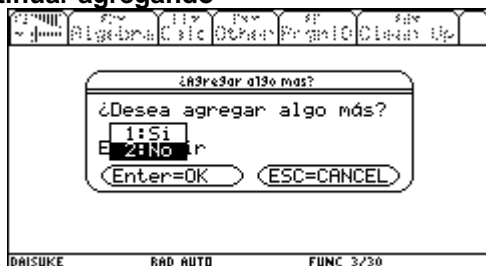 nuar agregando
Algebra Calc Other PrgmIO Clean Up
¿Agregar algo mas?
¿Desea agregar algo más?
1:Si
2:No
Enter=OK ESC=CANCEL
DAISUKE RAD AUTO FUNC 3/30